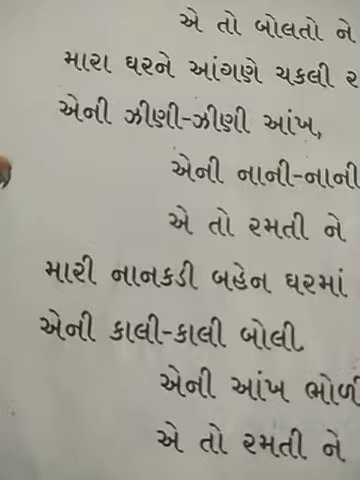 એ તો બોલતો ને
મારા ઘરને આંગણે ચકલી
એની ઝીણી-ઝીણી આંખ,
એની નાની-નાની
એ તો રમતી ને
મારી નાનકડી બહેન ઘરમાં
એની કાલી-કાલી બોલી.
એની આંખ ભોળી
એ તો રમતી ને